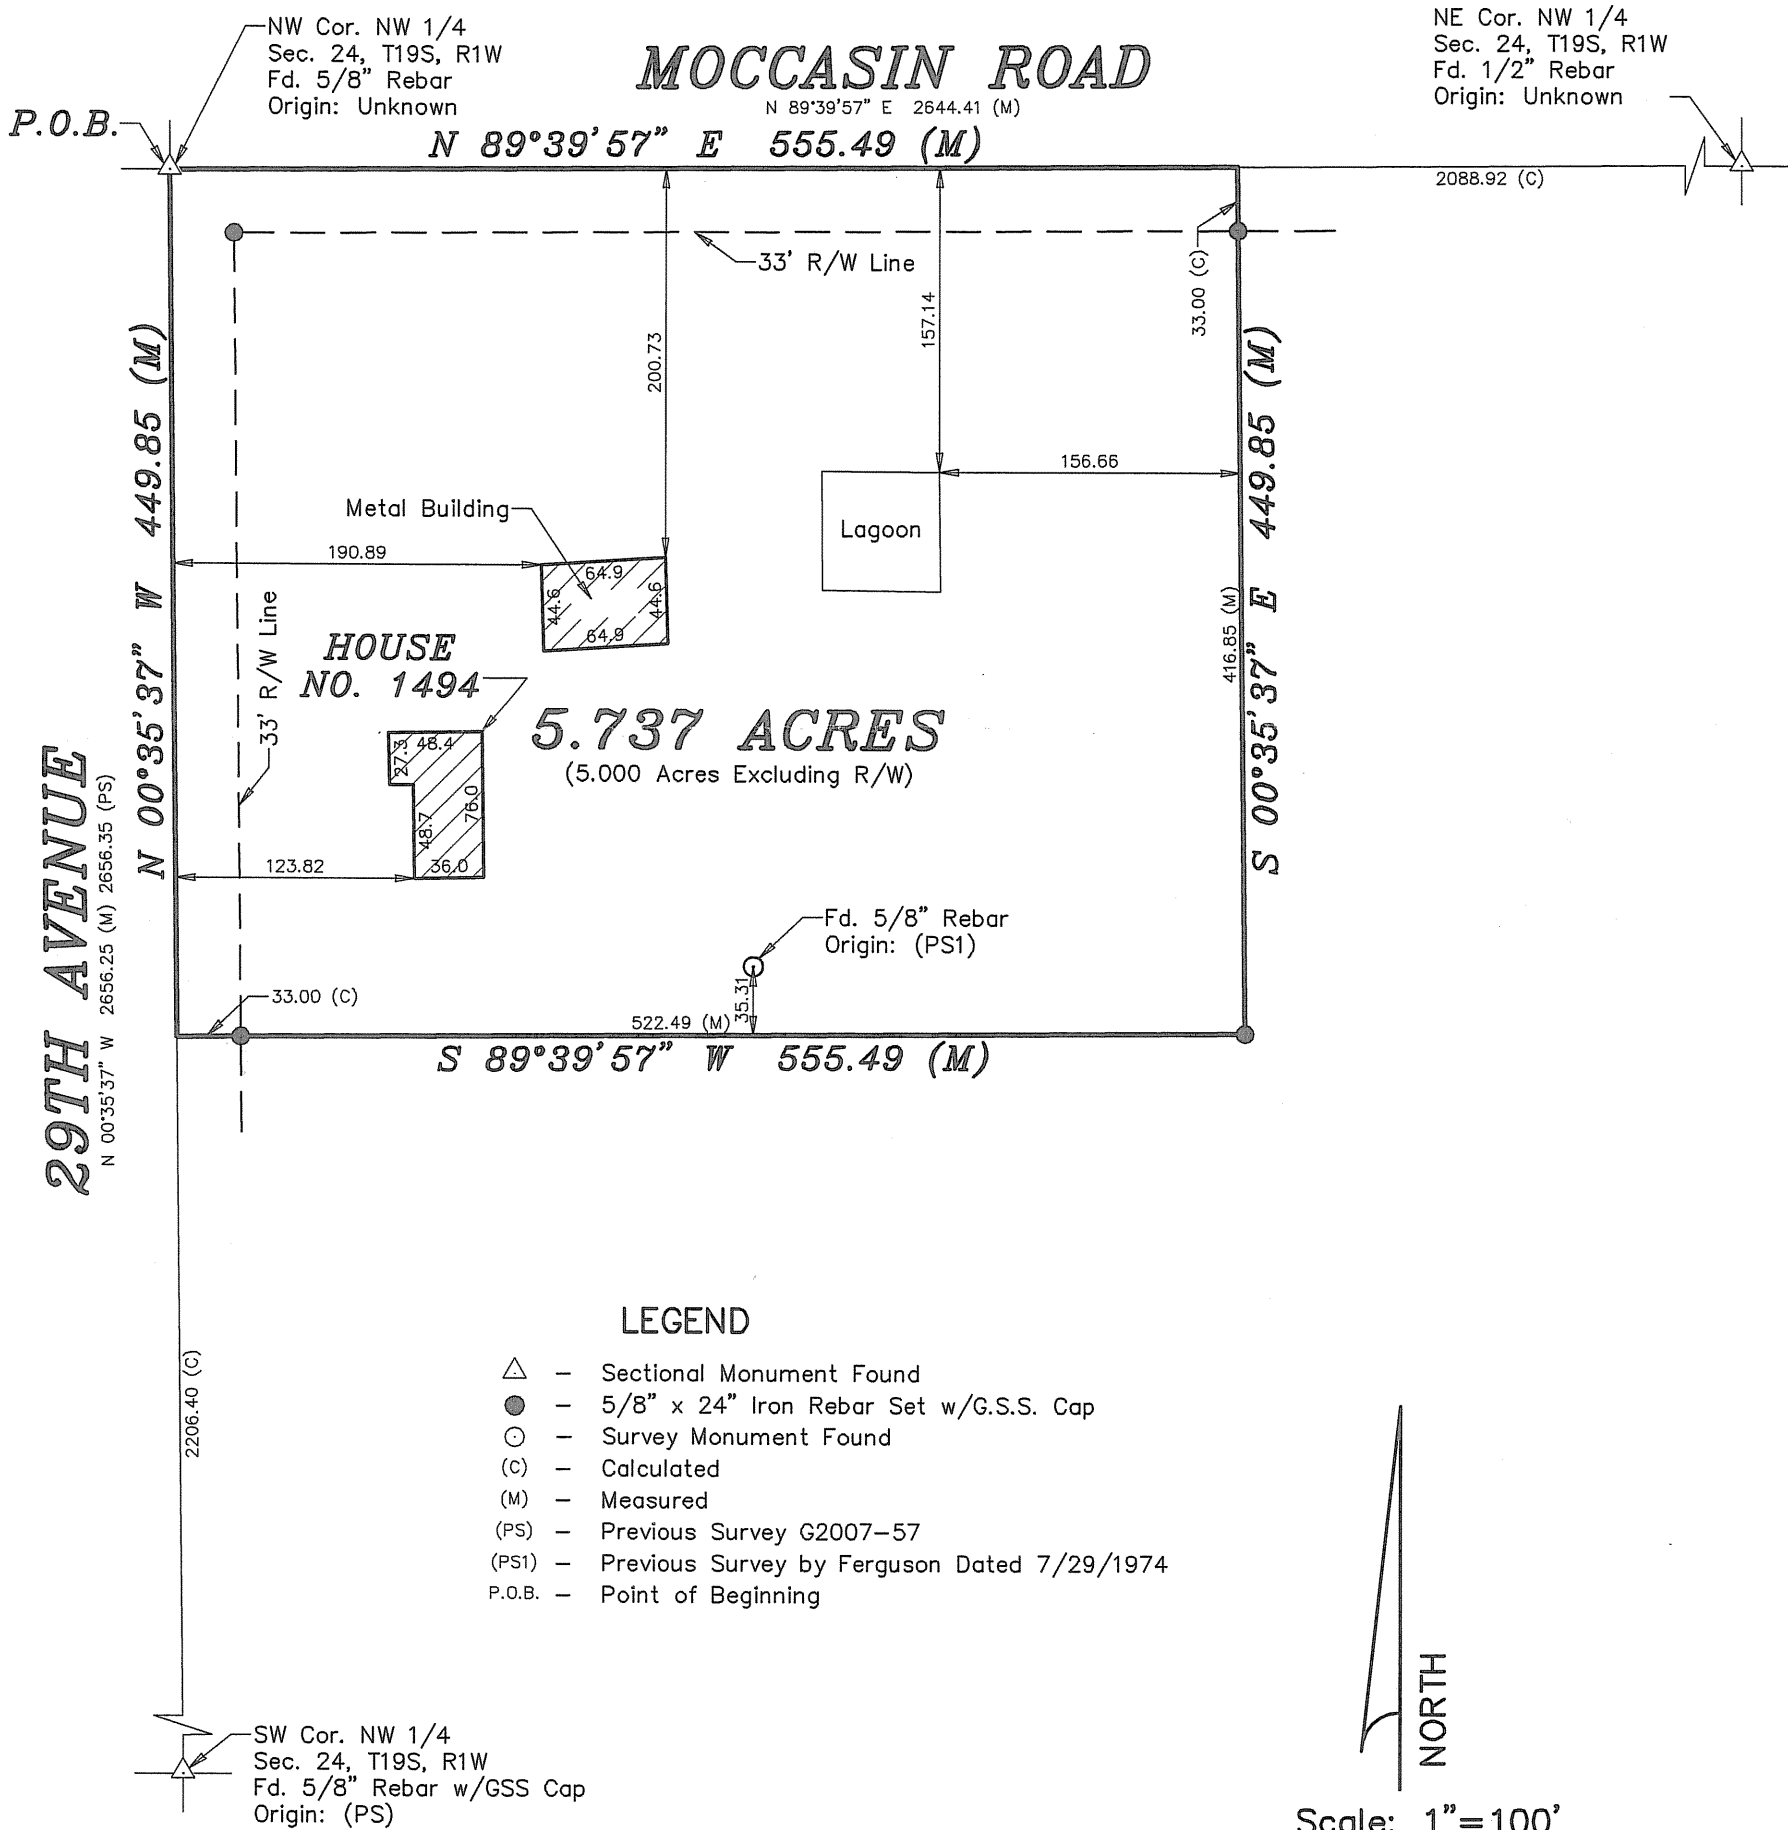 NW Cor. NW 1/4
Sec. 24, T19S, R1W
Fd. 5/8" Rebar
Origin: Unknown
MOCCASIN ROAD
N 89°39'57" E 2644.41 (M)
N 89°39'57" E 555.49 (M)
NE Cor. NW 1/4
Sec. 24, T19S, R1W
Fd. 1/2" Rebar
Origin: Unknown
P.O.B.
2088.92 (C)
33' R/W Line
33.00 (C)
200.73
157.14
156.66
N 00°35'37" W 449.85 (M)
S 00°35'37" E 449.85 (M)
416.85 (M)
Metal Building
190.89
64.9
44.6
44.6
64.9
Lagoon
33' R/W Line
HOUSE
NO. 1494
48.4
27.3
76.0
48.7
36.0
123.82
5.737 ACRES
(5.000 Acres Excluding R/W)
29TH AVENUE
N 00°35'37" W 2656.25 (M) 2656.35 (PS)
Fd. 5/8" Rebar
Origin: (PS1)
35.31
33.00 (C)
522.49 (M)
S 89°39'57" W 555.49 (M)
2206.40 (C)
LEGEND
– Sectional Monument Found
– 5/8" x 24" Iron Rebar Set w/G.S.S. Cap
– Survey Monument Found
(C) – Calculated
(M) – Measured
(PS) – Previous Survey G2007-57
(PS1) – Previous Survey by Ferguson Dated 7/29/1974
P.O.B. – Point of Beginning
SW Cor. NW 1/4
Sec. 24, T19S, R1W
Fd. 5/8" Rebar w/GSS Cap
Origin: (PS)
NORTH
Scale: 1"=100'